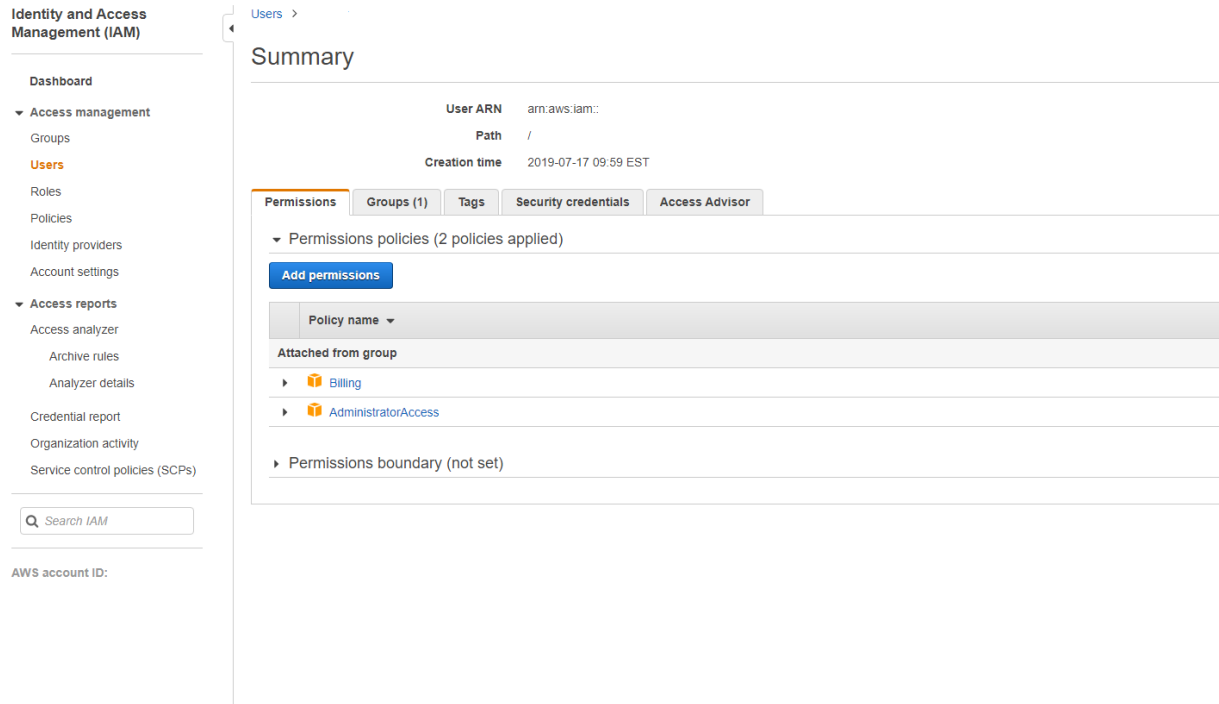 Identity and Access
Management (IAM)
Dashboard
Access management
Groups
Users
Roles
Policies
Identity providers
Account settings
Access reports
Access analyzer
Archive rules
Analyzer details
Credential report
Organization activity
Service control policies (SCPs)
Search IAM
AWS account ID:
Users >
Summary
User ARN arn:aws:iam::
Path /
Creation time 2019-07-17 09:59 EST
Permissions Groups (1) Tags Security credentials Access Advisor
Permissions policies (2 policies applied)
Add permissions
Policy name
Attached from group
Billing
AdministratorAccess
Permissions boundary (not set)